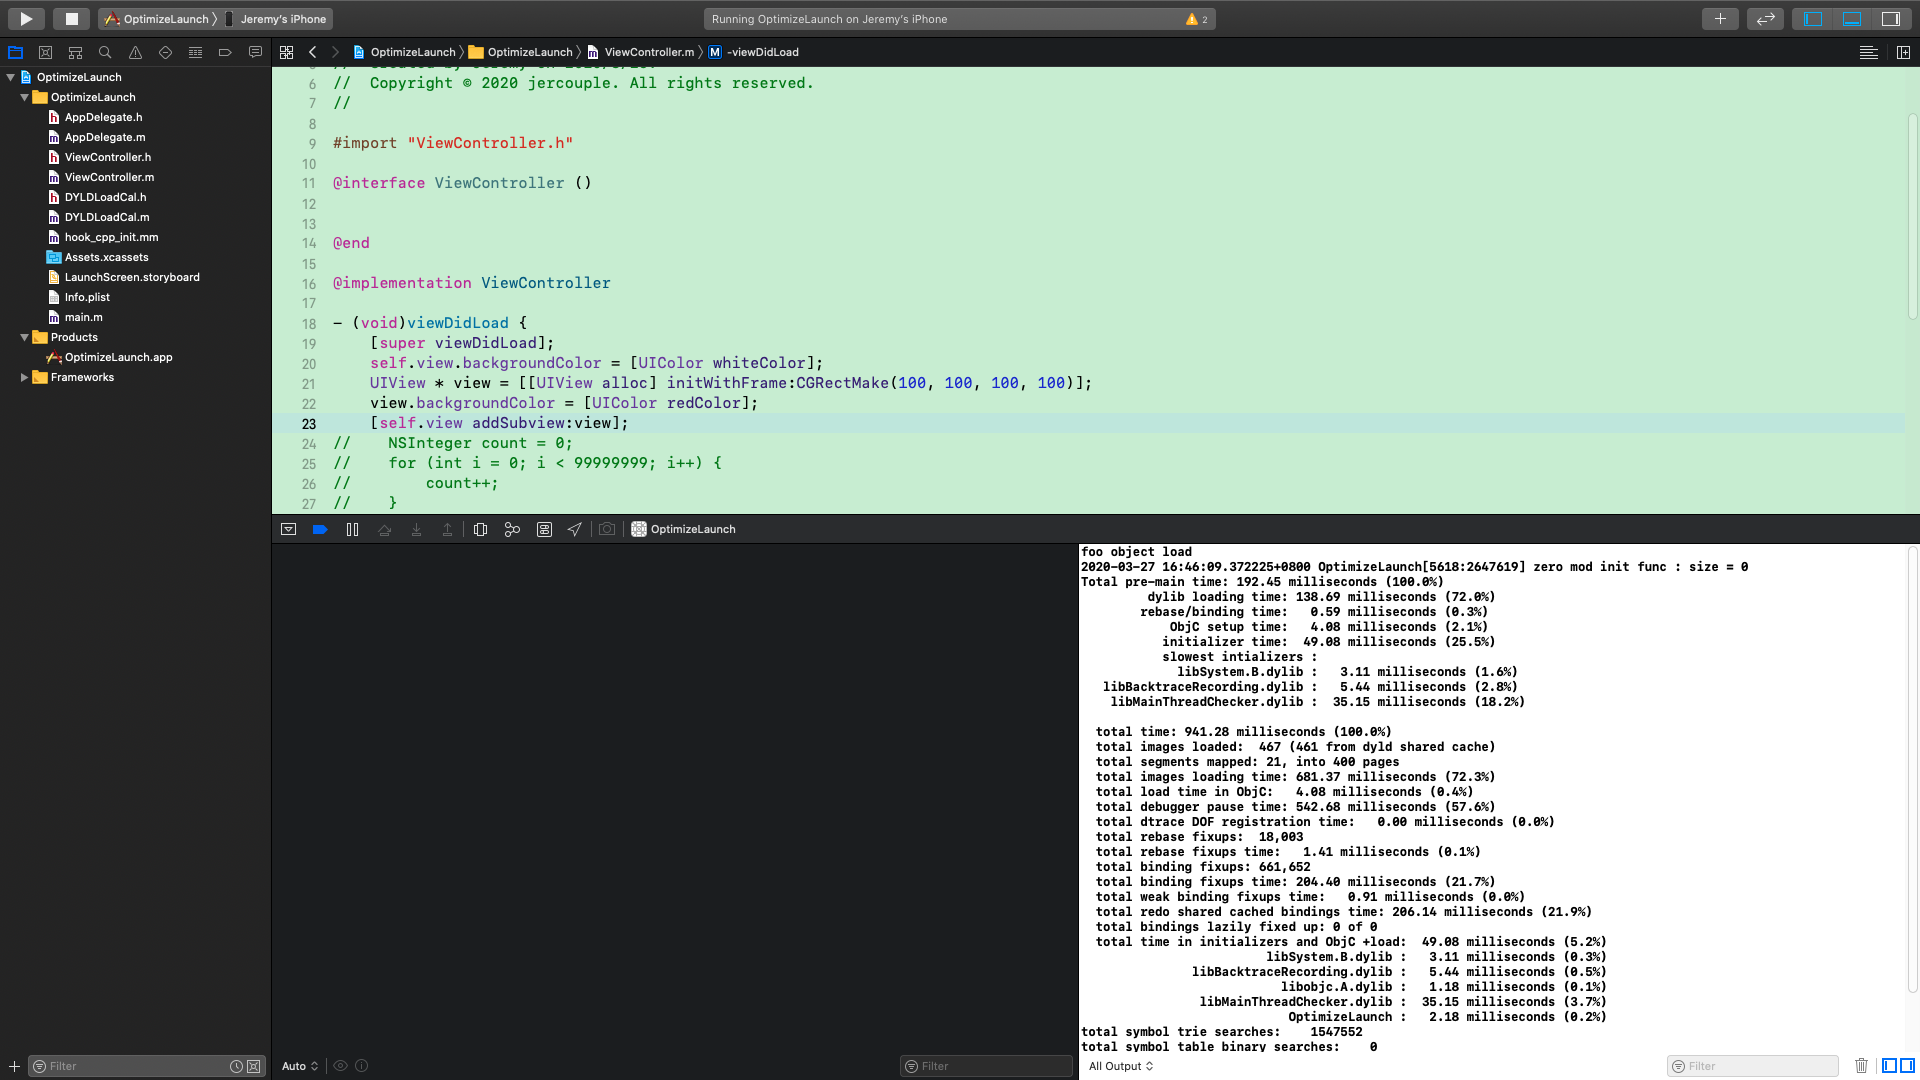 OptimizeLaunch 〉 Jeremy's iPhone
Running OptimizeLaunch on Jeremy's iPhone
2
OptimizeLaunch 〉 OptimizeLaunch 〉 ViewController.m 〉 M -viewDidLoad
OptimizeLaunch
OptimizeLaunch
AppDelegate.h
AppDelegate.m
ViewController.h
ViewController.m
DYLDLoadCal.h
DYLDLoadCal.m
hook_cpp_init.mm
Assets.xcassets
LaunchScreen.storyboard
Info.plist
main.m
Products
OptimizeLaunch.app
Frameworks
Filter
6 //  Copyright © 2020 jercouple. All rights reserved.
7 //
8
9 #import "ViewController.h"
10
11 @interface ViewController ()
12
13
14 @end
15
16 @implementation ViewController
17
18 - (void)viewDidLoad {
19     [super viewDidLoad];
20     self.view.backgroundColor = [UIColor whiteColor];
21     UIView * view = [[UIView alloc] initWithFrame:CGRectMake(100, 100, 100, 100)];
22     view.backgroundColor = [UIColor redColor];
23     [self.view addSubview:view];
24 //    NSInteger count = 0;
25 //    for (int i = 0; i < 99999999; i++) {
26 //        count++;
27 //    }
OptimizeLaunch
Auto
Filter
foo object load
2020-03-27 16:46:09.372225+0800 OptimizeLaunch[5618:2647619] zero mod init func : size = 0
Total pre-main time: 192.45 milliseconds (100.0%)
dylib loading time: 138.69 milliseconds (72.0%)
rebase/binding time:   0.59 milliseconds (0.3%)
ObjC setup time:   4.08 milliseconds (2.1%)
initializer time:  49.08 milliseconds (25.5%)
slowest intializers :
libSystem.B.dylib :   3.11 milliseconds (1.6%)
libBacktraceRecording.dylib :   5.44 milliseconds (2.8%)
libMainThreadChecker.dylib :  35.15 milliseconds (18.2%)
total time: 941.28 milliseconds (100.0%)
total images loaded:  467 (461 from dyld shared cache)
total segments mapped: 21, into 400 pages
total images loading time: 681.37 milliseconds (72.3%)
total load time in ObjC:   4.08 milliseconds (0.4%)
total debugger pause time: 542.68 milliseconds (57.6%)
total dtrace DOF registration time:   0.00 milliseconds (0.0%)
total rebase fixups:  18,003
total rebase fixups time:   1.41 milliseconds (0.1%)
total binding fixups: 661,652
total binding fixups time: 204.40 milliseconds (21.7%)
total weak binding fixups time:   0.91 milliseconds (0.0%)
total redo shared cached bindings time: 206.14 milliseconds (21.9%)
total bindings lazily fixed up: 0 of 0
total time in initializers and ObjC +load:  49.08 milliseconds (5.2%)
libSystem.B.dylib :   3.11 milliseconds (0.3%)
libBacktraceRecording.dylib :   5.44 milliseconds (0.5%)
libobjc.A.dylib :   1.18 milliseconds (0.1%)
libMainThreadChecker.dylib :  35.15 milliseconds (3.7%)
OptimizeLaunch :   2.18 milliseconds (0.2%)
total symbol trie searches:    1547552
total symbol table binary searches:    0
All Output
Filter